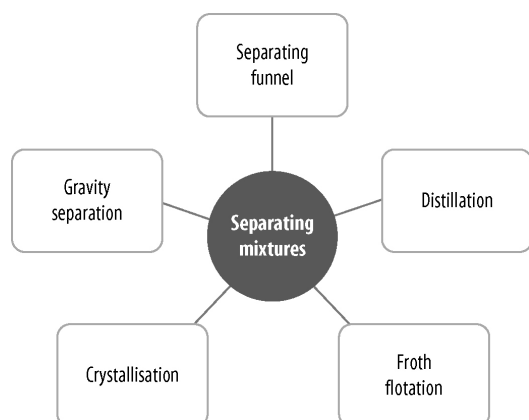 Separating
funnel
Gravity
separation
Distillation
Separating
mixtures
Crystallisation
Froth
flotation